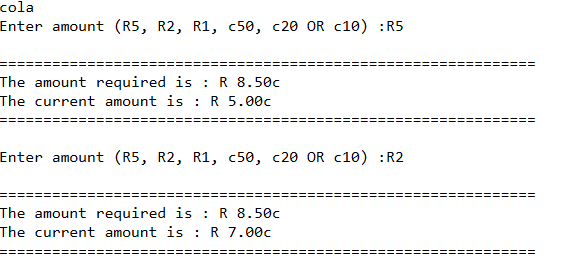 cola
Enter amount (R5, R2, R1, c50, c20 OR c10) :R5
=============================================================
The amount required is : R 8.50c
The current amount is : R 5.00c
=============================================================
Enter amount (R5, R2, R1, c50, c20 OR c10) :R2
=============================================================
The amount required is : R 8.50c
The current amount is : R 7.00c
=============================================================